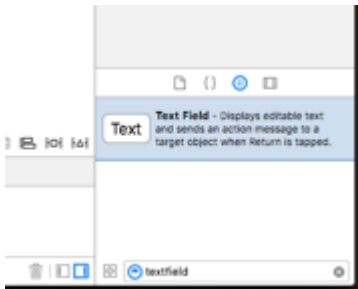 Text
Text Field - Displays editable text
and sends an action message to a
target object when Return is tapped.
textfield